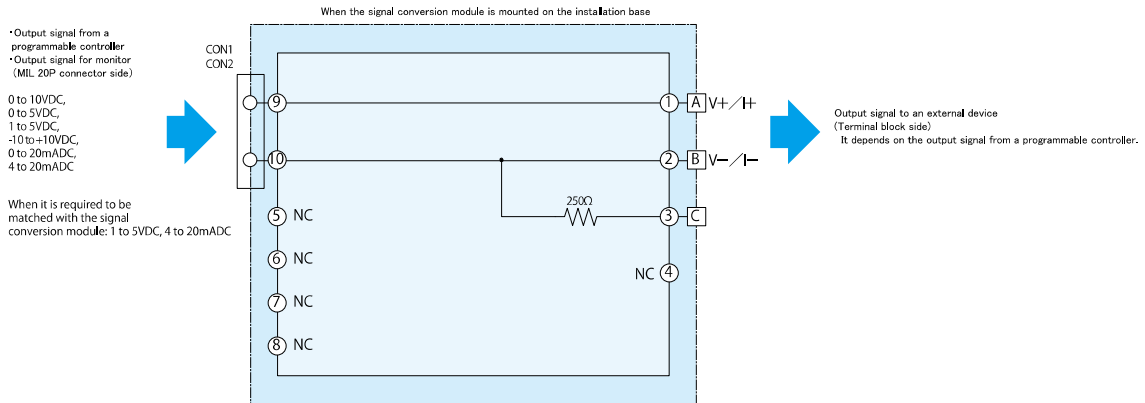 When the signal conversion module is mounted on the installation base
・Output signal from a
programmable controller
・Output signal for monitor
(MIL 20P connector side)
0 to 10VDC,
0 to 5VDC,
1 to 5VDC,
-10 to +10VDC,
0 to 20mADC,
4 to 20mADC
When it is required to be
matched with the signal
conversion module: 1 to 5VDC, 4 to 20mADC
CON1
CON2
9
10
5 NC
6 NC
7 NC
8 NC
250Ω
1 A V+／I+
2 B V−／I−
3 C
NC 4
Output signal to an external device
(Terminal block side)
It depends on the output signal from a programmable controller.